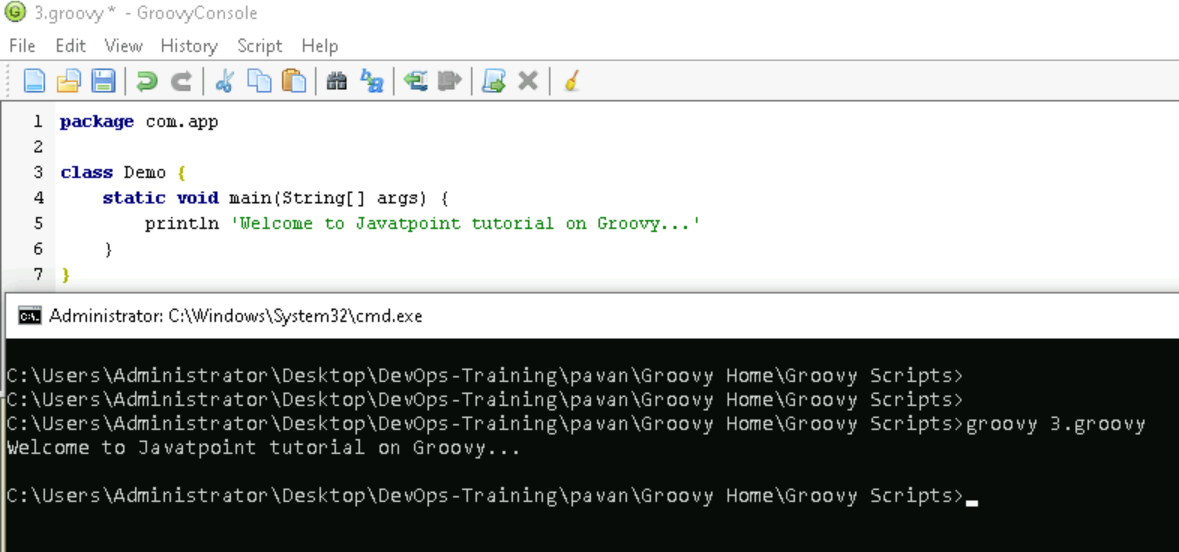 3.groovy* - GroovyConsole
File Edit View History Script Help
1 package com.app
2
3 class Demo {
4     static void main(String[] args) {
5         println 'Welcome to Javatpoint tutorial on Groovy...'
6     }
7 }
Administrator: C:\Windows\System32\cmd.exe
C:\Users\Administrator\Desktop\DevOps-Training\pavan\Groovy Home\Groovy Scripts>
C:\Users\Administrator\Desktop\DevOps-Training\pavan\Groovy Home\Groovy Scripts>
C:\Users\Administrator\Desktop\DevOps-Training\pavan\Groovy Home\Groovy Scripts>groovy 3.groovy
Welcome to Javatpoint tutorial on Groovy...
C:\Users\Administrator\Desktop\DevOps-Training\pavan\Groovy Home\Groovy Scripts>_